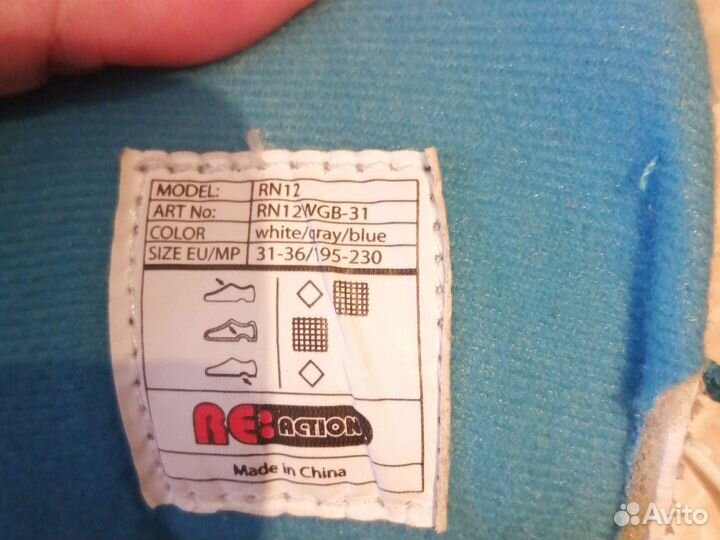 MODEL: RN12
ART No: RN12WGB-31
COLOR white/gray/blue
SIZE EU/MP 31-36/195-230
RE:ACTION
Made in China
Avito